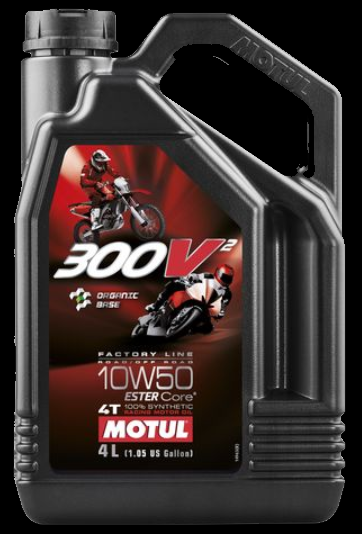 MOTUL
300V²
ORGANIC
BASE
FACTORY LINE
ROAD/OFF ROAD
10W50
ESTER Core®
4T 100% SYNTHETIC
RACING MOTOR OIL
MOTUL
4L (1.05 US Gallon)